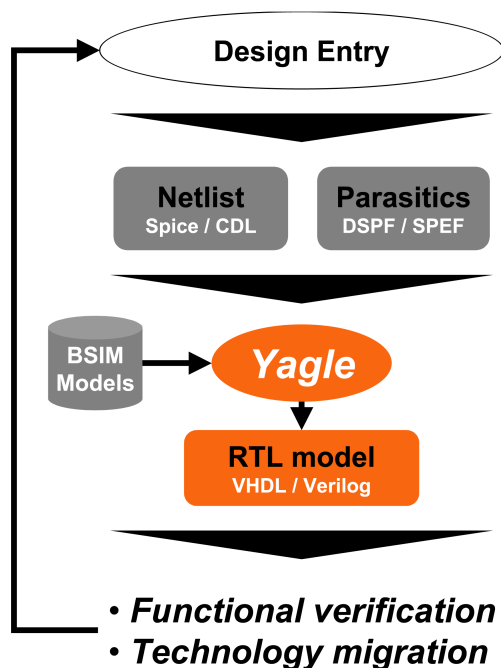 Design Entry
Netlist
Spice / CDL
Parasitics
DSPF / SPEF
BSIM
Models
Yagle
RTL model
VHDL / Verilog
• Functional verification
• Technology migration